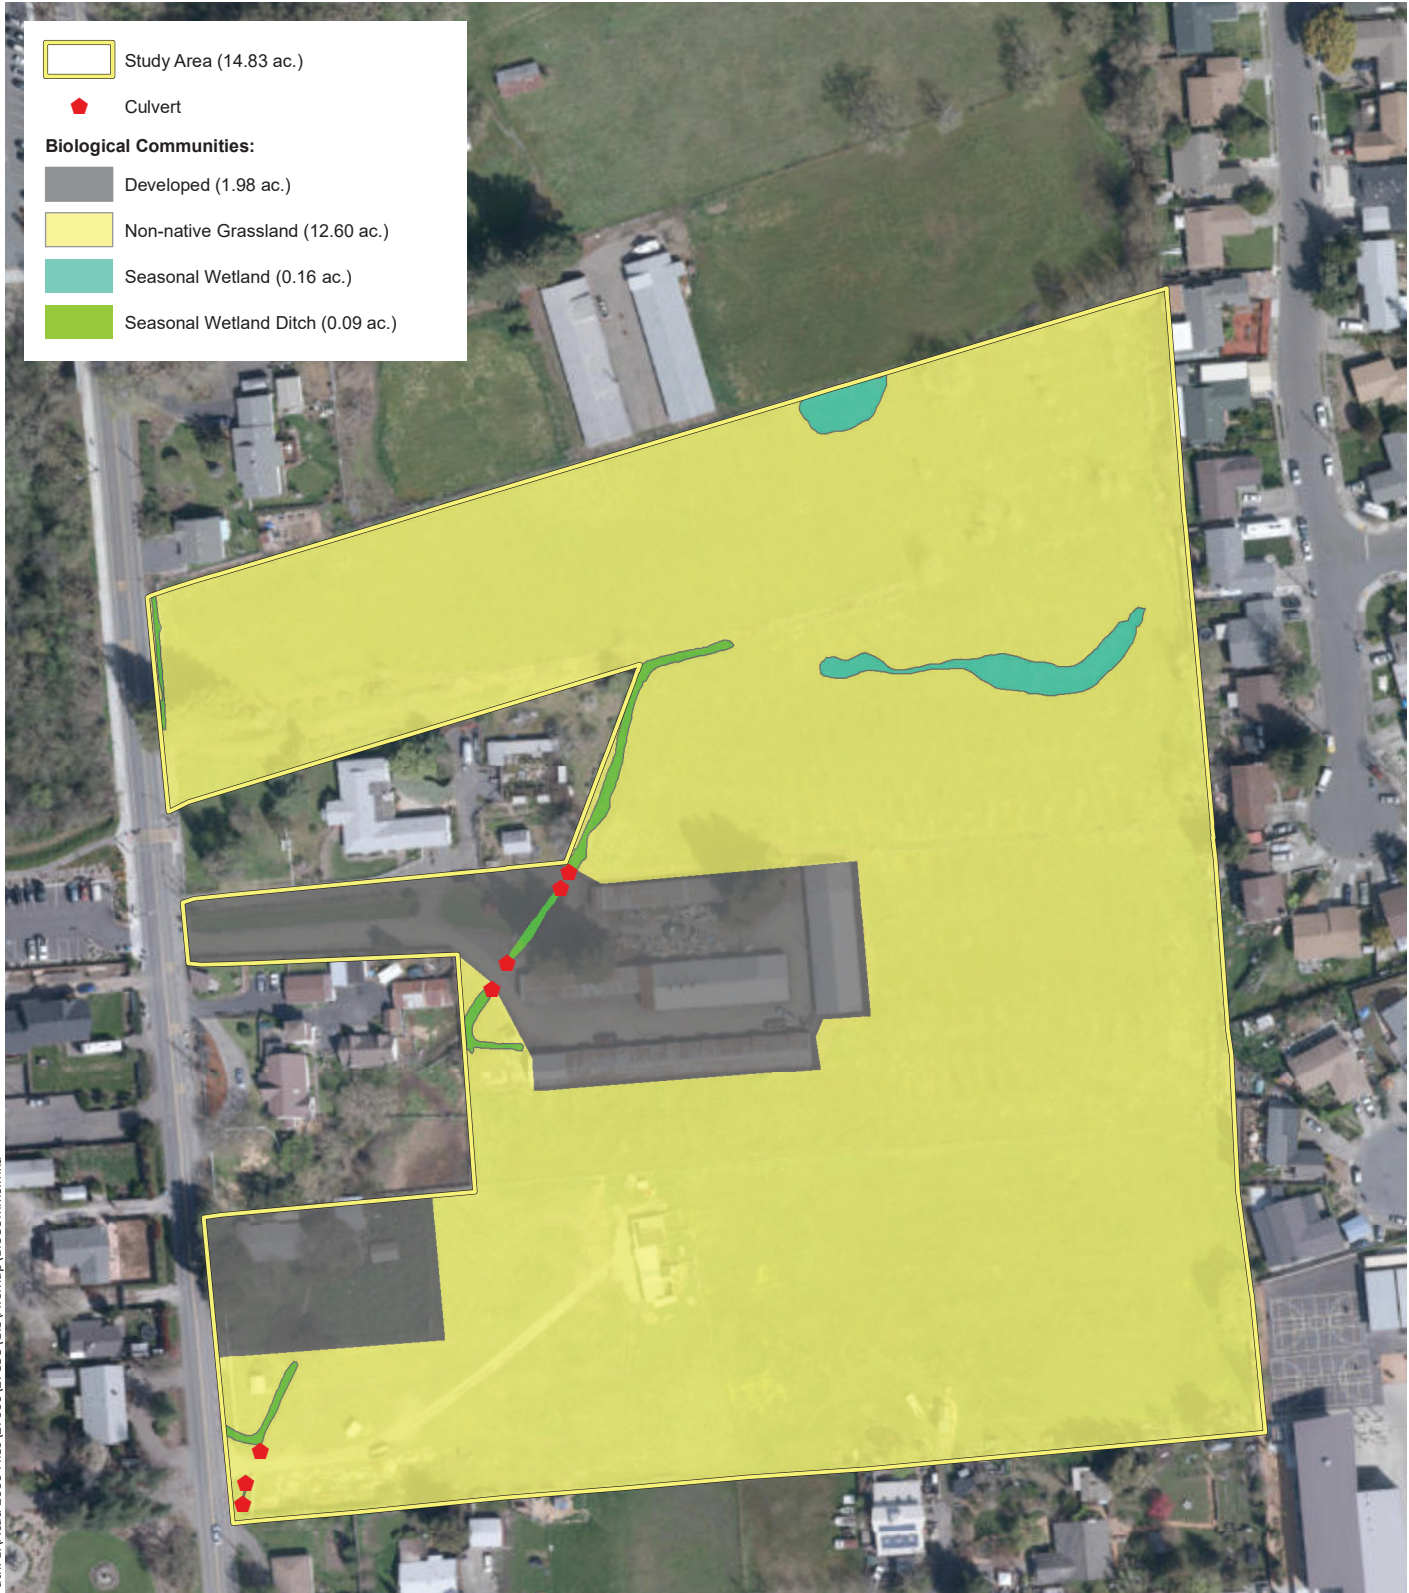 Study Area (14.83 ac.)
Culvert
Biological Communities:
Developed (1.98 ac.)
Non-native Grassland (12.60 ac.)
Seasonal Wetland (0.16 ac.)
Seasonal Wetland Ditch (0.09 ac.)